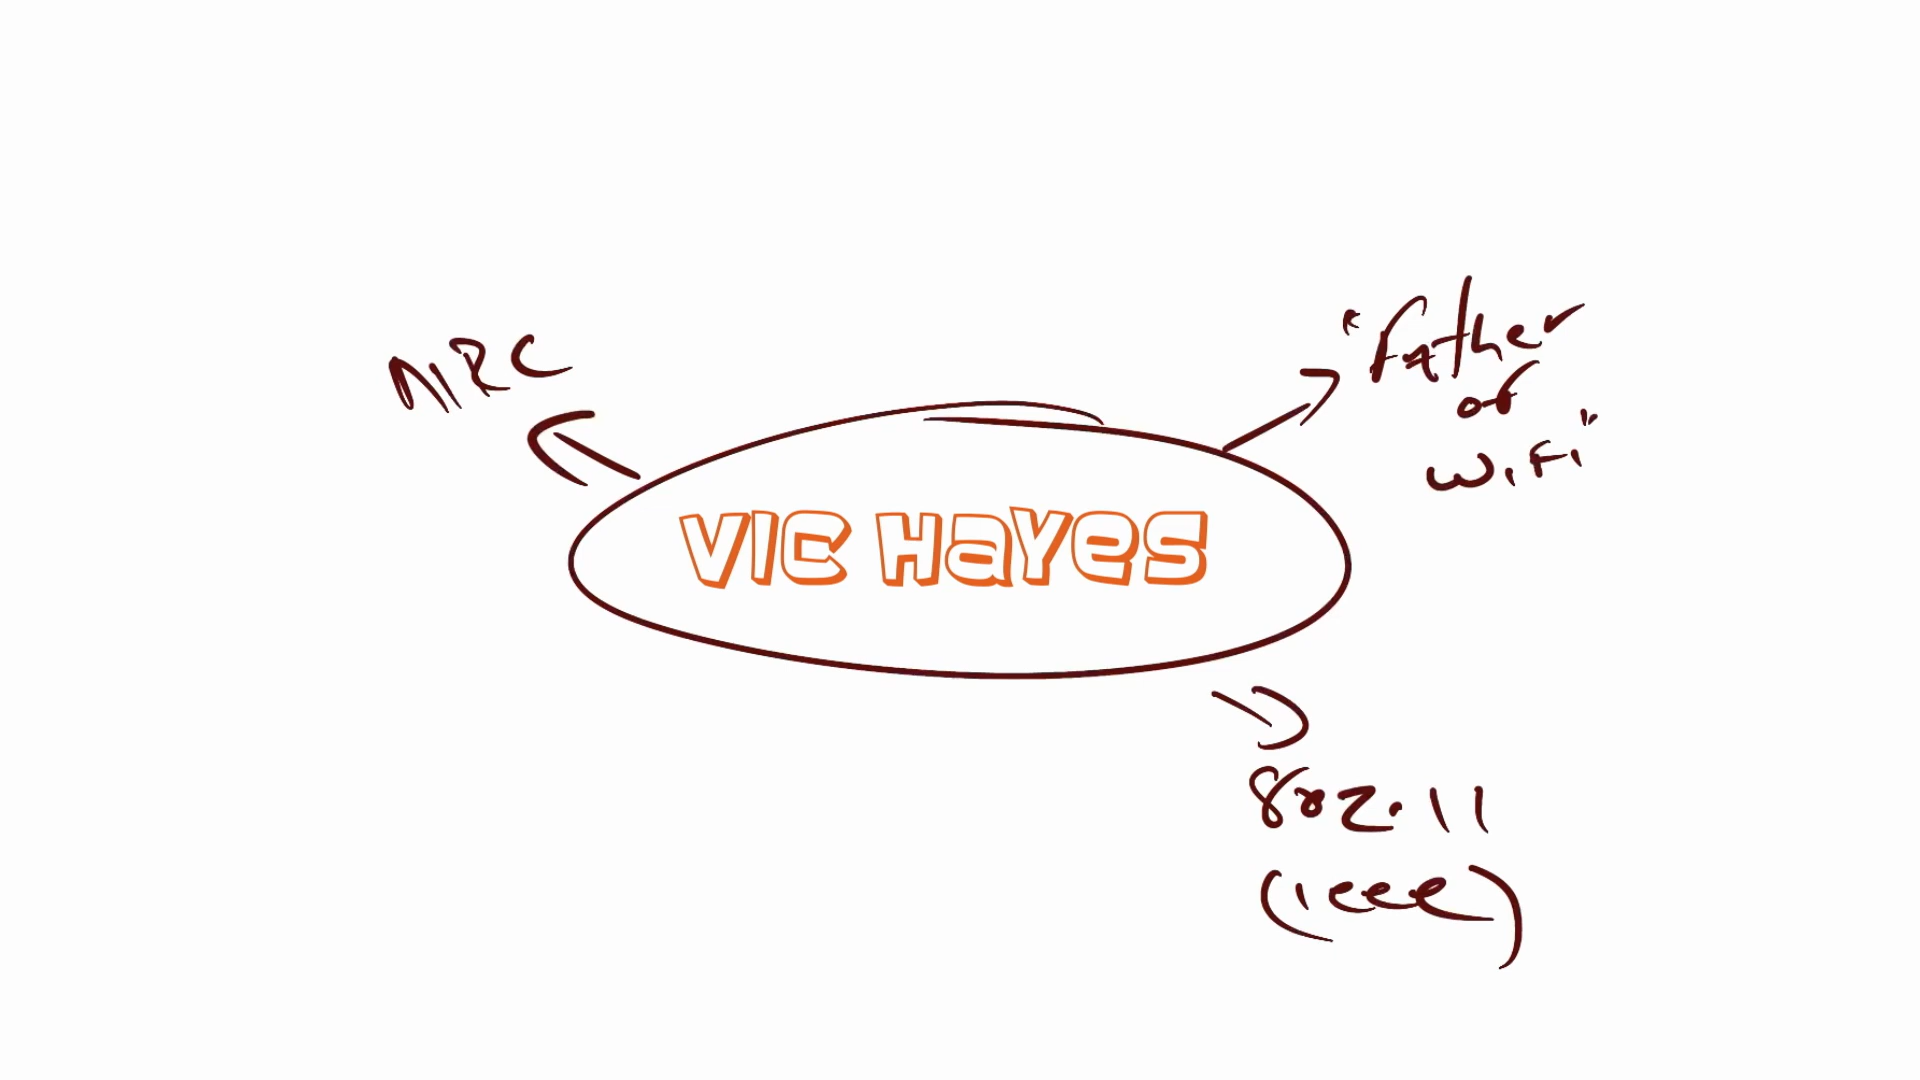 NRC
"Father
of
WiFi"
VIC HAYES
802.11
(ieee)